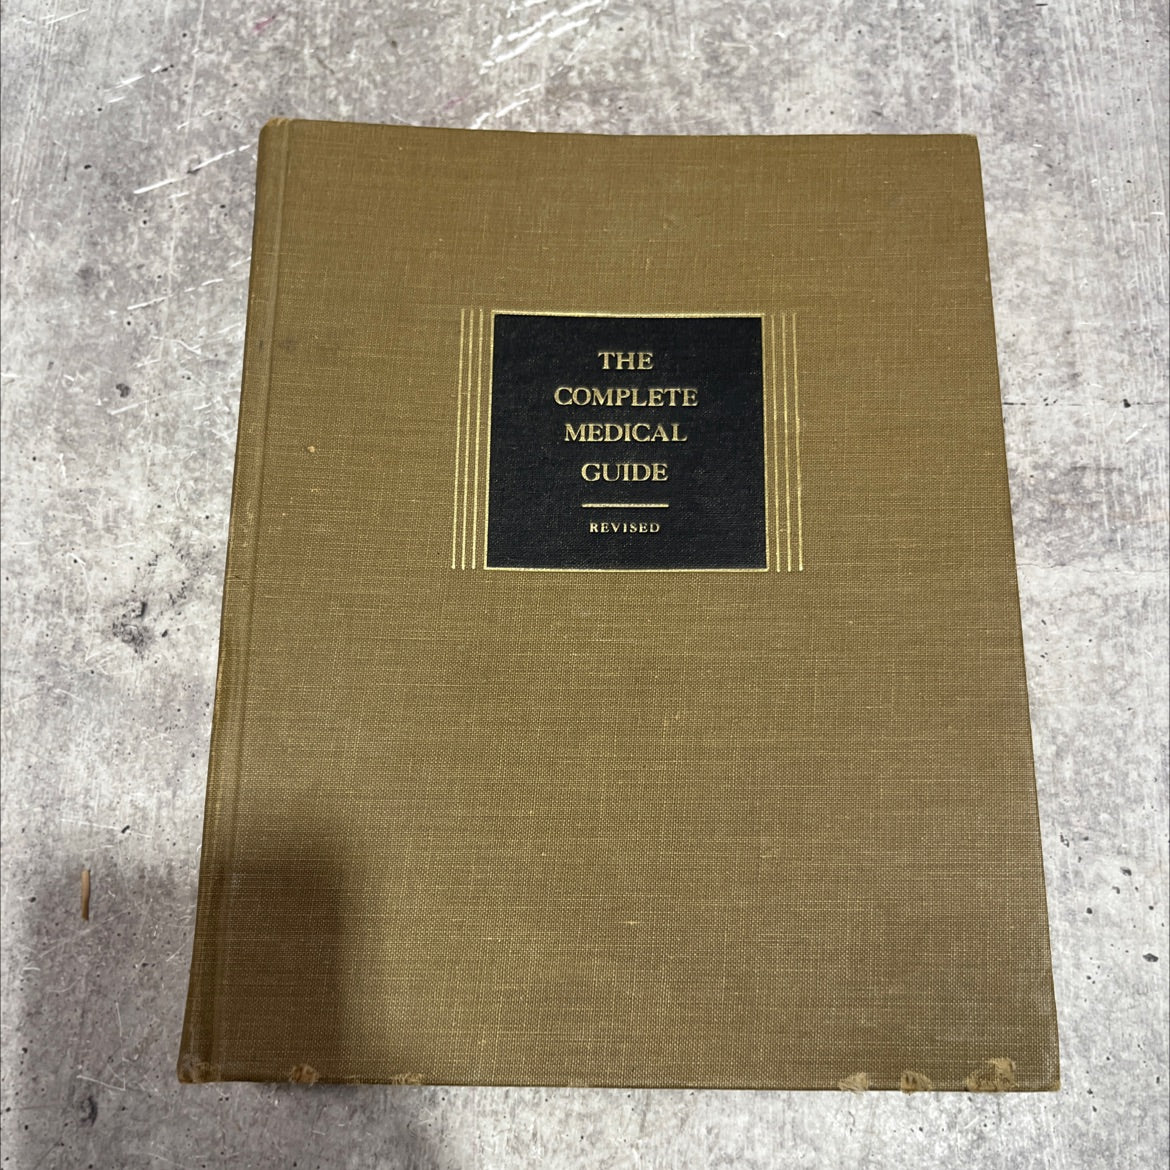 THE
COMPLETE
MEDICAL
GUIDE
REVISED